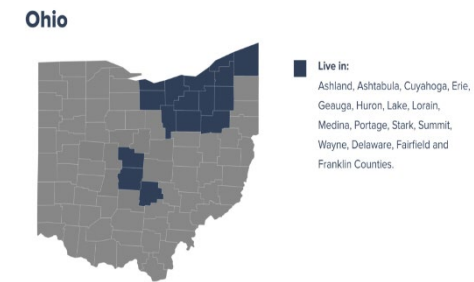 Ohio
Live in:
Ashland, Ashtabula, Cuyahoga, Erie,
Geauga, Huron, Lake, Lorain,
Medina, Portage, Stark, Summit,
Wayne, Delaware, Fairfield and
Franklin Counties.